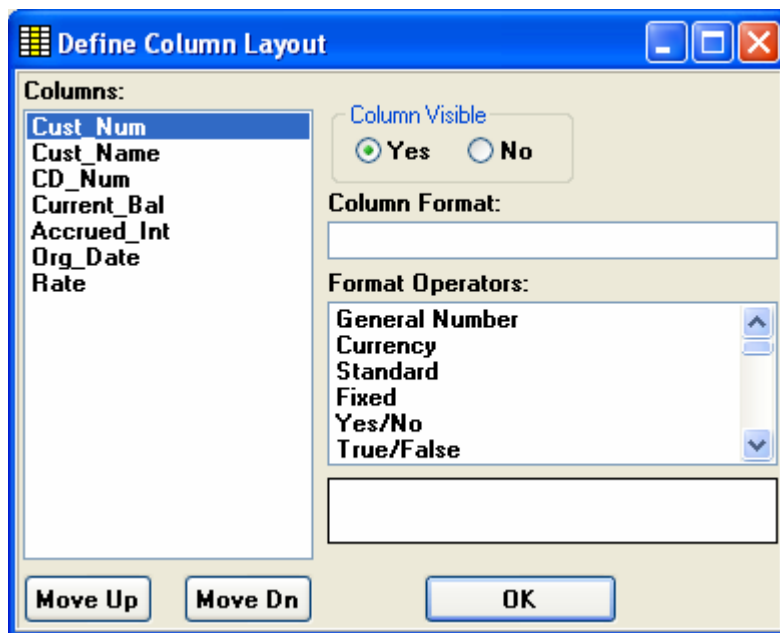 Define Column Layout
Columns:
Cust_Num
Cust_Name
CD_Num
Current_Bal
Accrued_Int
Org_Date
Rate
Column Visible
Yes No
Column Format:
Format Operators:
General Number
Currency
Standard
Fixed
Yes/No
True/False
Move Up Move Dn OK